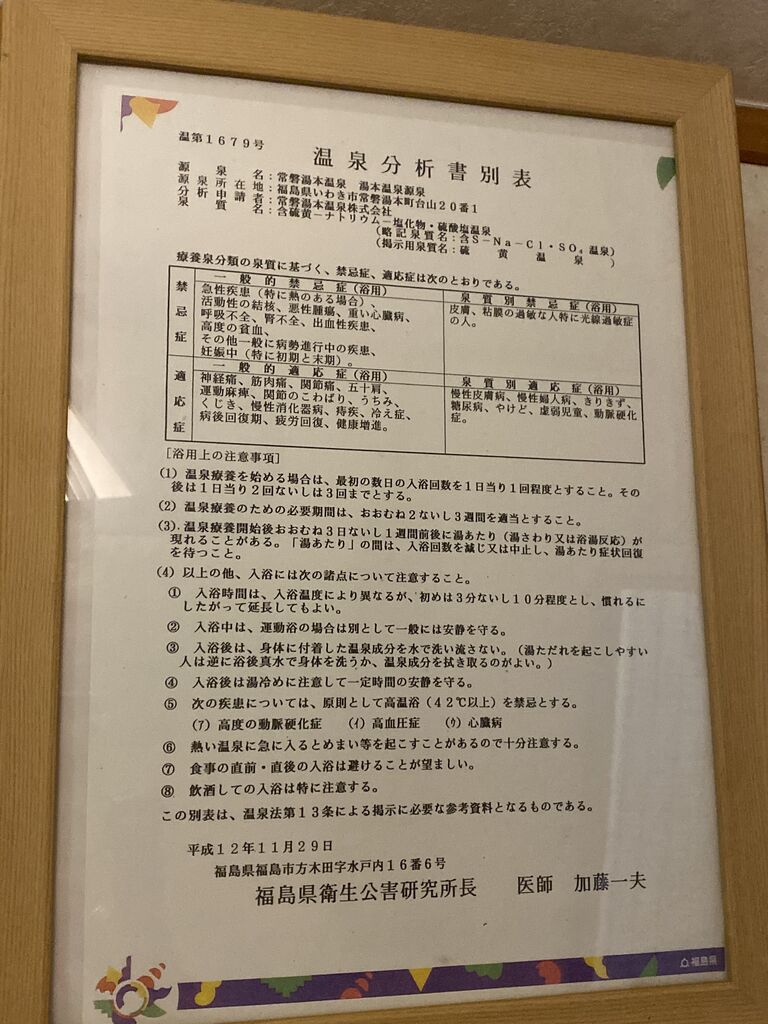 温第1679号
温泉分析書別表
源泉名：常磐湯本温泉 湯本温泉源泉
源泉所在地：福島県いわき市常磐湯本町台山20番1
分析申請者：常磐湯本温泉株式会社
泉質名：含硫黄－ナトリウム－塩化物・硫酸塩温泉
（略記泉質名：含S－Na－Cl・SO₄温泉）
（掲示用泉質名：硫黄温泉）
療養泉分類の泉質に基づく、禁忌症、適応症は次のとおりである。
禁忌症
一般的禁忌症（浴用）
急性疾患（特に熱のある場合）、
活動性の結核、悪性腫瘍、重い心臓病、
呼吸不全、腎不全、出血性疾患、
高度の貧血、
その他一般に病勢進行中の疾患、
妊娠中（特に初期と末期）。
泉質別禁忌症（浴用）
皮膚、粘膜の過敏な人特に光線過敏症
の人。
適応症
一般的適応症（浴用）
神経痛、筋肉痛、関節痛、五十肩、
運動麻痺、関節のこわばり、うちみ、
くじき、慢性消化器病、痔疾、冷え症、
病後回復期、疲労回復、健康増進。
泉質別適応症（浴用）
慢性皮膚病、慢性婦人病、きりきず、
糖尿病、やけど、虚弱児童、動脈硬化
症。
［浴用上の注意事項］
(1) 温泉療養を始める場合は、最初の数日の入浴回数を1日当り1回程度とすること。その
後は1日当り2回ないしは3回までとする。
(2) 温泉療養のための必要期間は、おおむね2ないし3週間を適当とすること。
(3) 温泉療養開始後おおむね3日ないし1週間前後に湯あたり（湯さわり又は浴湯反応）が
現れることがある。「湯あたり」の間は、入浴回数を減じ又は中止し、湯あたり症状回復
を待つこと。
(4) 以上の他、入浴には次の諸点について注意すること。
① 入浴時間は、入浴温度により異なるが、初めは3分ないし10分程度とし、慣れるに
したがって延長してもよい。
② 入浴中は、運動浴の場合は別として一般には安静を守る。
③ 入浴後は、身体に付着した温泉成分を水で洗い流さない。（湯ただれを起こしやすい
人は逆に浴後真水で身体を洗うか、温泉成分を拭き取るのがよい。）
④ 入浴後は湯冷めに注意して一定時間の安静を守る。
⑤ 次の疾患については、原則として高温浴（42℃以上）を禁忌とする。
(ｱ) 高度の動脈硬化症 (ｲ) 高血圧症 (ｳ) 心臓病
⑥ 熱い温泉に急に入るとめまい等を起こすことがあるので十分注意する。
⑦ 食事の直前・直後の入浴は避けることが望ましい。
⑧ 飲酒しての入浴は特に注意する。
この別表は、温泉法第13条による掲示に必要な参考資料となるものである。
平成12年11月29日
福島県福島市方木田字水戸内16番6号
福島県衛生公害研究所長 医師 加藤一夫
福島県